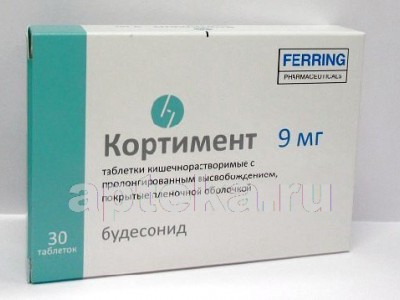 FERRING
PHARMACEUTICALS
Кортимент 9 мг
таблетки кишечнорастворимые с
пролонгированным высвобождением,
покрытые пленочной оболочкой
apteka.ru
30
таблеток
будесонид